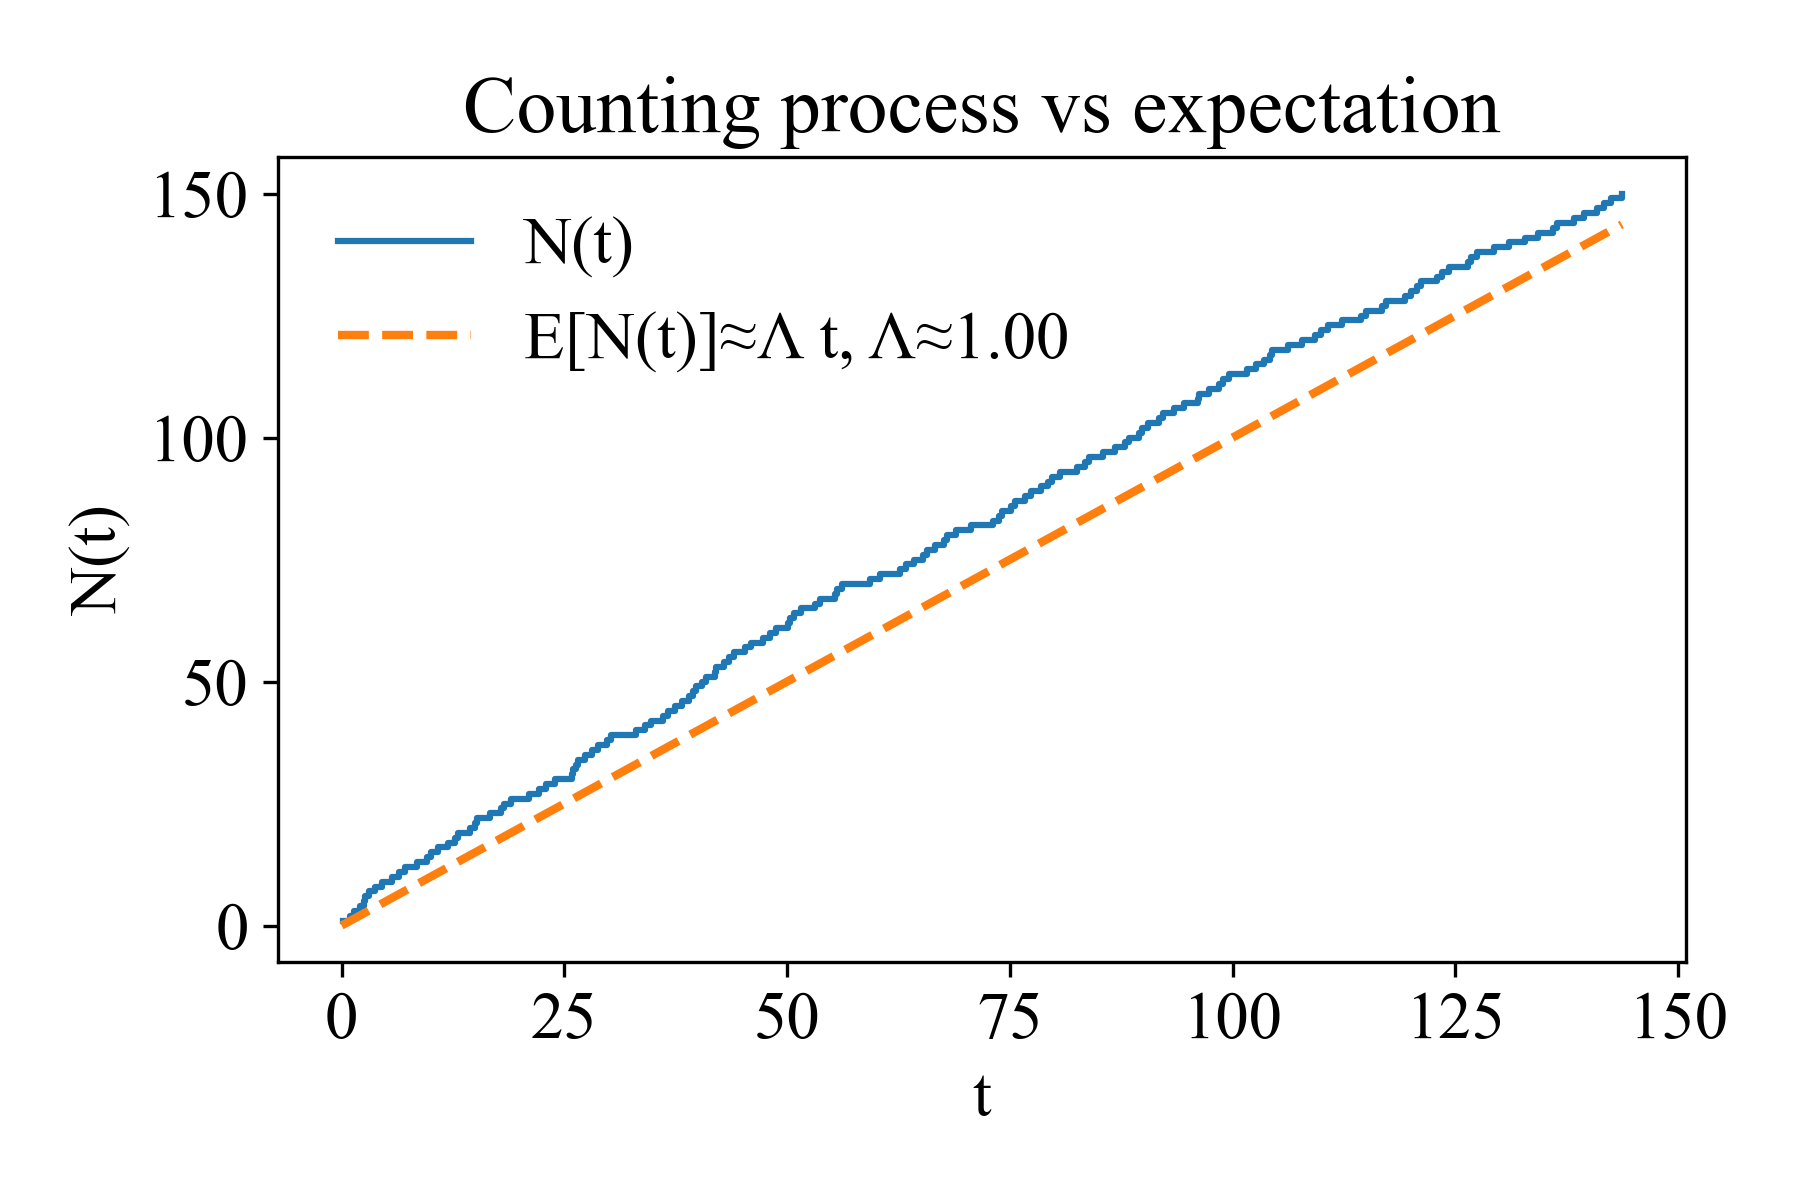 Counting process vs expectation
150
100
50
0
N(t)
N(t)
E[N(t)]≈Λ t, Λ≈1.00
0 25 50 75 100 125 150
t